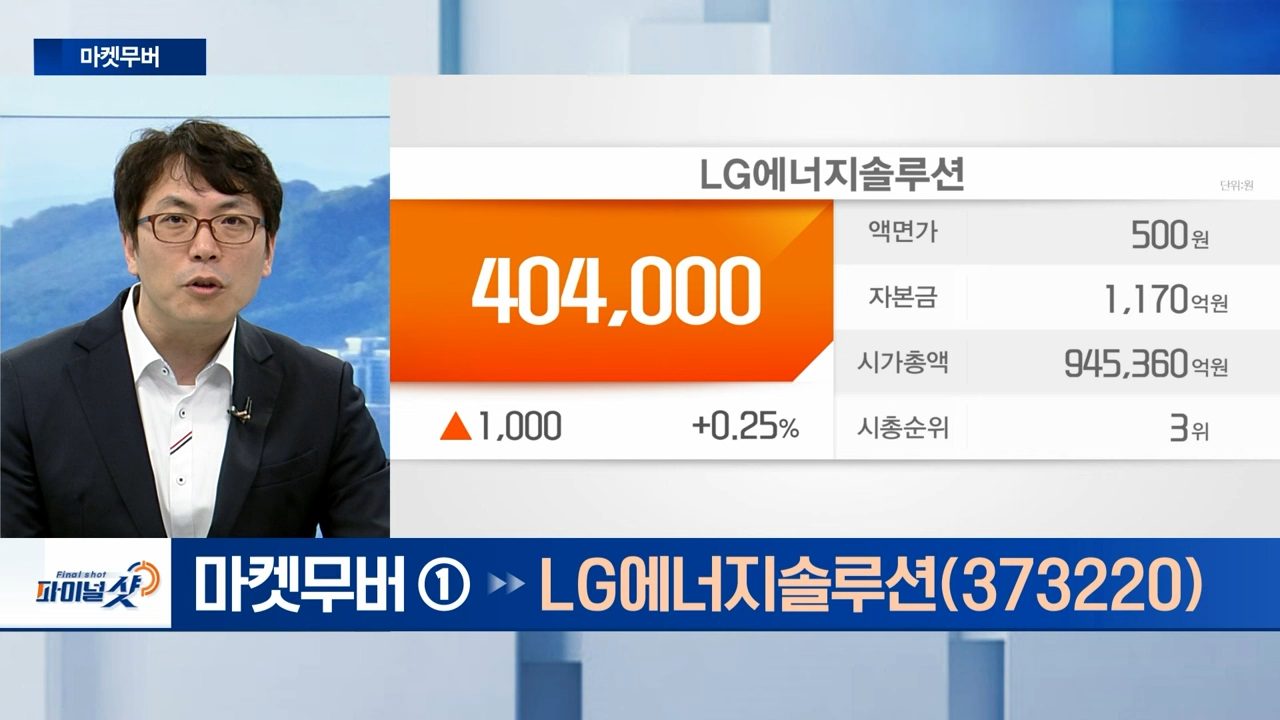 마켓무버
LG에너지솔루션
단위:원
404,000
▲1,000 +0.25%
액면가 500원
자본금 1,170억원
시가총액 945,360억원
시총순위 3위
Final shot
파이널샷
마켓무버 ① LG에너지솔루션(373220)